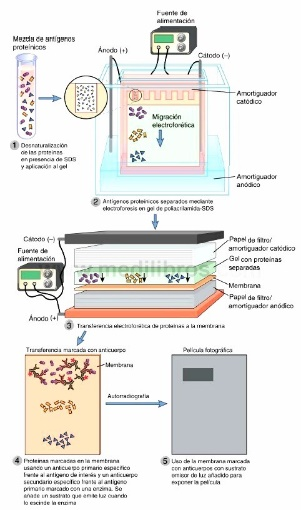 Fuente de
alimentación
Mezcla de antígenos
proteínicos
Ánodo (+)
Cátodo (–)
Amortiguador
catódico
Migración
electroforética
1 Desnaturalización
de las proteínas
en presencia de SDS
y aplicación al gel
Amortiguador
anódico
2 Antígenos proteínicos separados mediante
electroforesis en gel de poliacrilamida-SDS
Cátodo (–)
Fuente de
alimentación
Papel de filtro/
amortiguador catódico
Gel con proteínas
separadas
Membrana
Papel de filtro/
amortiguador anódico
Ánodo (+)
3 Transferencia electroforética de proteínas a la membrana
Transferencia marcada con anticuerpo
Película fotográfica
Membrana
Autorradiografía
4 Proteínas marcadas en la membrana
usando un anticuerpo primario específico
frente al antígeno de interés y un anticuerpo
secundario específico frente al antígeno
primario marcado con una enzima. Se
añade un sustrato que emite luz cuando
lo escinde la enzima
5 Uso de la membrana marcada
con anticuerpos con sustrato
emisor de luz añadido para
exponer la película